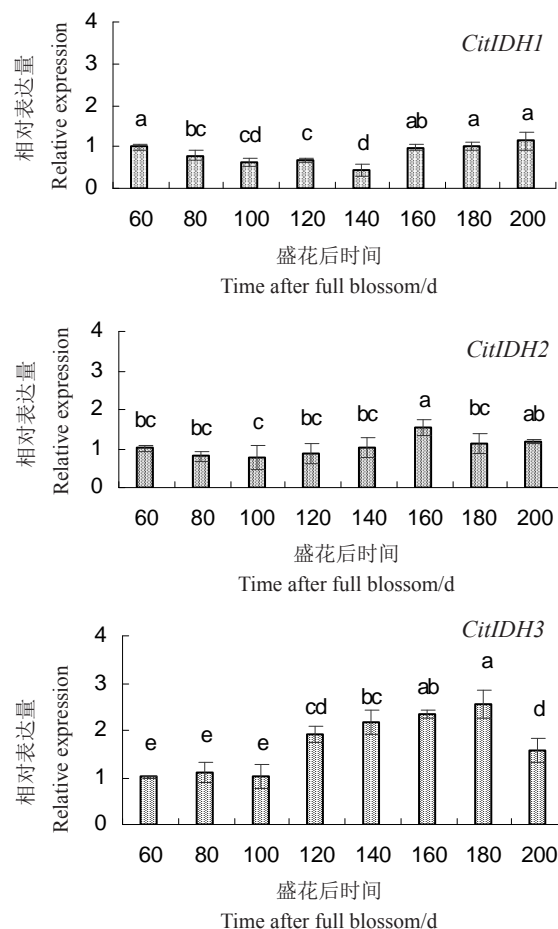 CitIDH1
相对表达量
Relative expression
4
3
2
1
0
a
bc
cd
c
d
ab
a
a
60 80 100 120 140 160 180 200
盛花后时间
Time after full blossom/d
CitIDH2
相对表达量
Relative expression
4
3
2
1
0
bc
bc
c
bc
bc
a
bc
ab
60 80 100 120 140 160 180 200
盛花后时间
Time after full blossom/d
CitIDH3
相对表达量
Relative expression
4
3
2
1
0
e
e
e
cd
bc
ab
a
d
60 80 100 120 140 160 180 200
盛花后时间
Time after full blossom/d